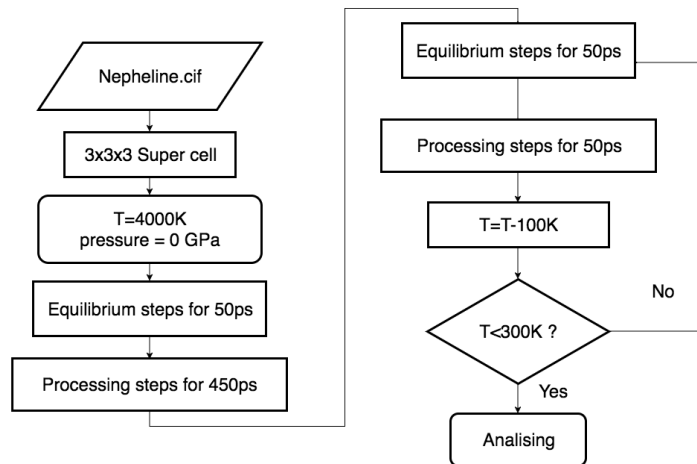 Nepheline.cif
3x3x3 Super cell
T=4000K
pressure = 0 GPa
Equilibrium steps for 50ps
Processing steps for 450ps
Equilibrium steps for 50ps
Processing steps for 50ps
T=T-100K
T<300K ?
No
Yes
Analising